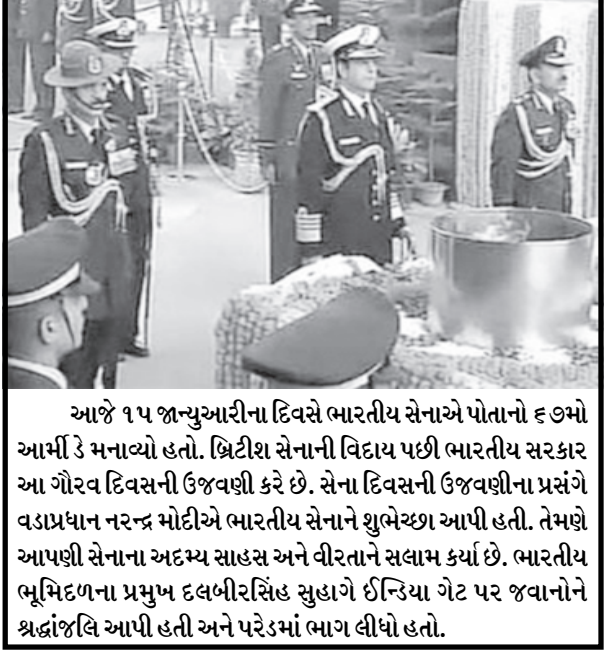 આજે ૧૫ જાન્યુઆરીના દિવસે ભારતીય સેનાએ પોતાનો ૬૭મો
આર્મી ડે મનાવ્યો હતો. બ્રિટીશ સેનાની વિદાય પછી ભારતીય સરકાર
આ ગૌરવ દિવસની ઉજવણી કરે છે. સેના દિવસની ઉજવણીના પ્રસંગે
વડાપ્રધાન નરન્દ્ર મોદીએ ભારતીય સેનાને શુભેચ્છા આપી હતી. તેમણે
આપણી સેનાના અદમ્ય સાહસ અને વીરતાને સલામ કર્યા છે. ભારતીય
ભૂમિદળના પ્રમુખ દલબીરસિંહ સુહાગે ઈન્ડિયા ગેટ પર જવાનોને
શ્રદ્ધાંજલિ આપી હતી અને પરેડમાં ભાગ લીધો હતો.